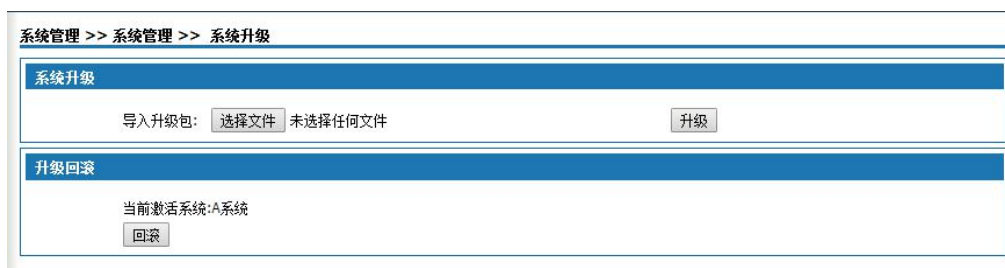 系统管理 >> 系统管理 >> 系统升级
系统升级
导入升级包: 选择文件 未选择任何文件 升级
升级回滚
当前激活系统:A系统
回滚